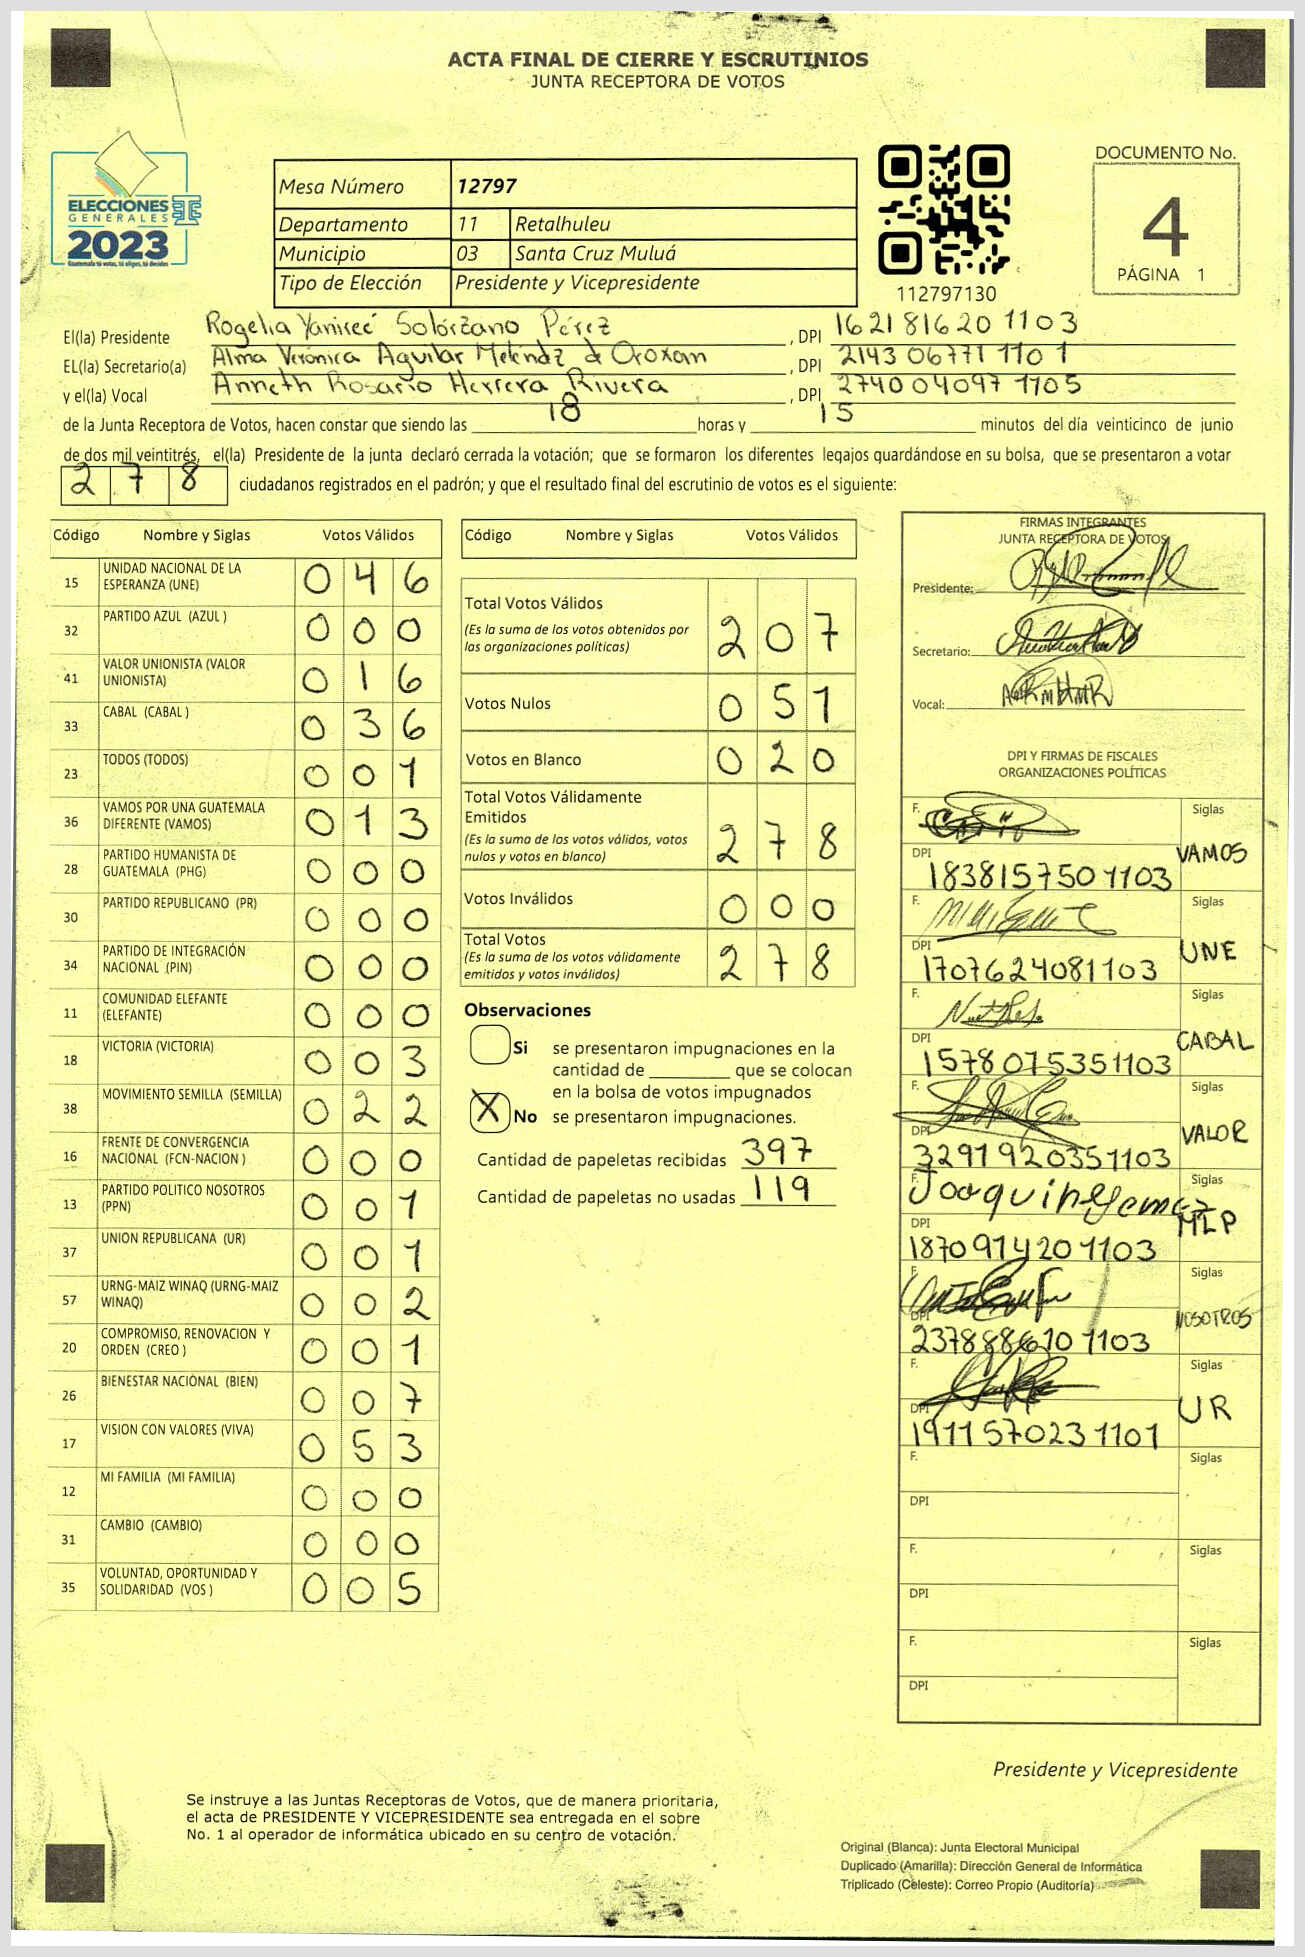 ACTA FINAL DE CIERRE Y ESCRUTINIOS
JUNTA RECEPTORA DE VOTOS
ELECCIONES
GENERALES
2023
Guatemala tú votas, tú eliges, tú decides
Mesa Número 12797
Departamento 11 Retalhuleu
Municipio 03 Santa Cruz Muluá
Tipo de Elección Presidente y Vicepresidente
112797130
DOCUMENTO No.
4
PÁGINA 1
El(la) Presidente Rogelia Yanireé Solórzano Pérez , DPI 1621816201103
EL(la) Secretario(a) Alma Verónica Aguilar Meléndz d Oroxom , DPI 2143067711101
y el(la) Vocal Anneth Rosario Herrera Rivera , DPI 2740040971105
de la Junta Receptora de Votos, hacen constar que siendo las 18 horas y 15 minutos del día veinticinco de junio
de dos mil veintitrés, el(la) Presidente de la junta declaró cerrada la votación; que se formaron los diferentes legajos guardándose en su bolsa, que se presentaron a votar
278 ciudadanos registrados en el padrón; y que el resultado final del escrutinio de votos es el siguiente:
Código Nombre y Siglas Votos Válidos
15 UNIDAD NACIONAL DE LA ESPERANZA (UNE) 0 4 6
32 PARTIDO AZUL (AZUL ) 0 0 0
41 VALOR UNIONISTA (VALOR UNIONISTA) 0 1 6
33 CABAL (CABAL ) 0 3 6
23 TODOS (TODOS) 0 0 1
36 VAMOS POR UNA GUATEMALA DIFERENTE (VAMOS) 0 1 3
28 PARTIDO HUMANISTA DE GUATEMALA (PHG) 0 0 0
30 PARTIDO REPUBLICANO (PR) 0 0 0
34 PARTIDO DE INTEGRACIÓN NACIONAL (PIN) 0 0 0
11 COMUNIDAD ELEFANTE (ELEFANTE) 0 0 0
18 VICTORIA (VICTORIA) 0 0 3
38 MOVIMIENTO SEMILLA (SEMILLA) 0 2 2
16 FRENTE DE CONVERGENCIA NACIONAL (FCN-NACION ) 0 0 0
13 PARTIDO POLITICO NOSOTROS (PPN) 0 0 1
37 UNION REPUBLICANA (UR) 0 0 1
57 URNG-MAIZ WINAQ (URNG-MAIZ WINAQ) 0 0 2
20 COMPROMISO, RENOVACION Y ORDEN (CREO ) 0 0 1
26 BIENESTAR NACIONAL (BIEN) 0 0 7
17 VISION CON VALORES (VIVA) 0 5 3
12 MI FAMILIA (MI FAMILIA) 0 0 0
31 CAMBIO (CAMBIO) 0 0 0
35 VOLUNTAD, OPORTUNIDAD Y SOLIDARIDAD (VOS ) 0 0 5
Código Nombre y Siglas Votos Válidos
Total Votos Válidos 2 0 7
(Es la suma de los votos obtenidos por
las organizaciones políticas)
Votos Nulos 0 5 1
Votos en Blanco 0 2 0
Total Votos Válidamente
Emitidos 2 7 8
(Es la suma de los votos válidos, votos
nulos y votos en blanco)
Votos Inválidos 0 0 0
Total Votos 2 7 8
(Es la suma de los votos válidamente
emitidos y votos inválidos)
Observaciones
Si se presentaron impugnaciones en la
cantidad de ________ que se colocan
en la bolsa de votos impugnados
X No se presentaron impugnaciones.
Cantidad de papeletas recibidas 397
Cantidad de papeletas no usadas 119
FIRMAS INTEGRANTES
JUNTA RECEPTORA DE VOTOS
Presidente:
Secretario:
Vocal:
DPI Y FIRMAS DE FISCALES
ORGANIZACIONES POLÍTICAS
F. Siglas VAMOS
DPI 1838157501103
F. Siglas UNE
DPI 1707624081103
F. Siglas CABAL
DPI 1578075351103
F. Siglas VALOR
DPI 3291920351103
F. Joaquin Siglas MLP
DPI 1870914201103
F. Siglas NOSOTROS
DPI
F. Siglas UR
DPI 1911570231101
F. Siglas
DPI
F. Siglas
DPI
F. Siglas
DPI
Presidente y Vicepresidente
Se instruye a las Juntas Receptoras de Votos, que de manera prioritaria,
el acta de PRESIDENTE Y VICEPRESIDENTE sea entregada en el sobre
No. 1 al operador de informática ubicado en su centro de votación.
Original (Blanca): Junta Electoral Municipal
Duplicado (Amarilla): Dirección General de Informática
Triplicado (Celeste): Correo Propio (Auditoría)